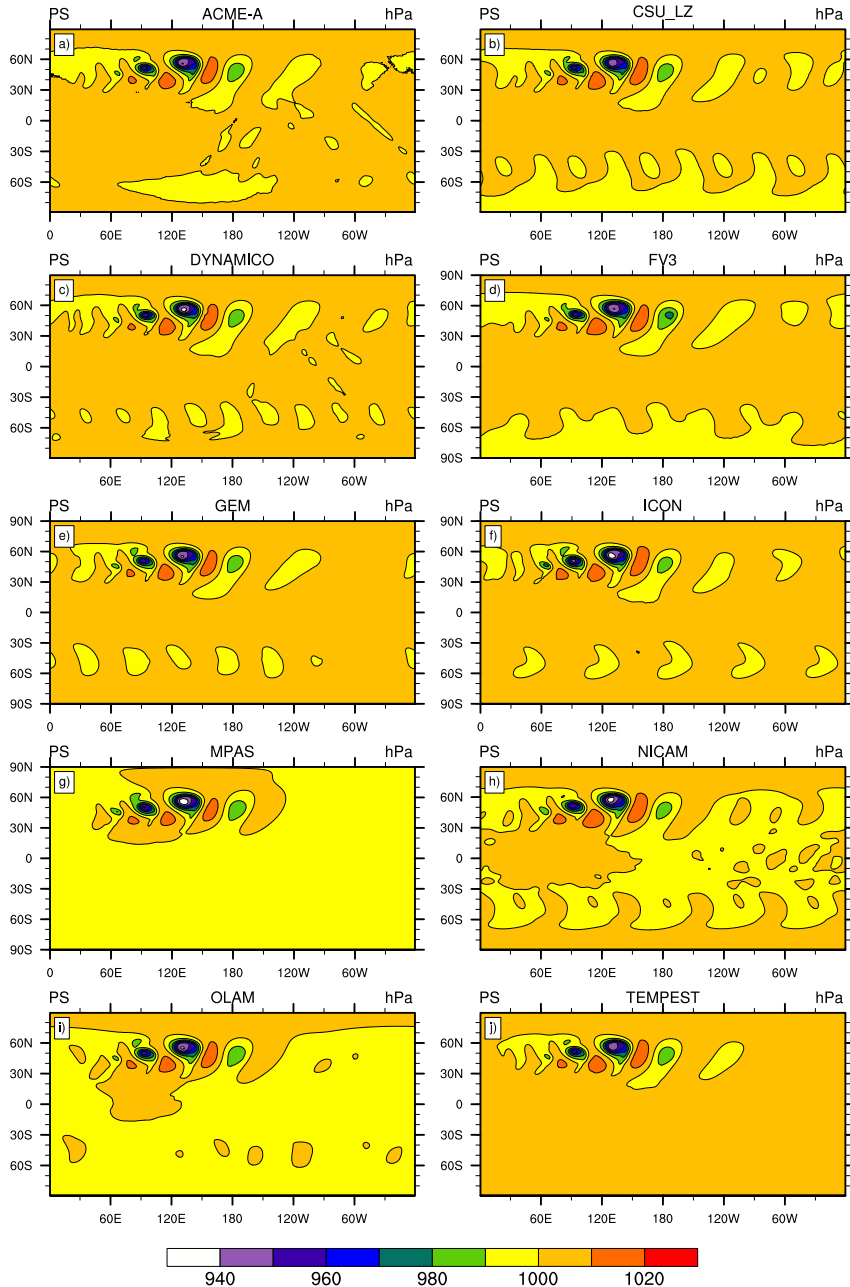 PS ACME-A hPa
a)
60N
30N
0
30S
60S
0 60E 120E 180 120W 60W
CSU_LZ hPa
PS
b)
60N
30N
0
30S
60S
0 60E 120E 180 120W 60W
PS DYNAMICO hPa
c)
60N
30N
0
30S
60S
60E 120E 180 120W 60W
PS FV3 hPa
90N
d)
60N
30N
0
30S
60S
90S
60E 120E 180 120W 60W
PS GEM hPa
90N
e)
60N
30N
0
30S
60S
90S
0 60E 120E 180 120W 60W
PS ICON hPa
90N
f)
60N
30N
0
30S
60S
90S
0 60E 120E 180 120W 60W
PS MPAS hPa
90N
g)
60N
30N
0
30S
60S
90S
0 60E 120E 180 120W 60W
PS NICAM hPa
90N
h)
60N
30N
0
30S
60S
90S
60E 120E 180 120W 60W
PS OLAM hPa
i)
60N
30N
0
30S
60S
60E 120E 180 120W 60W
PS TEMPEST hPa
j)
60N
30N
0
30S
60S
60E 120E 180 120W 60W
940 960 980 1000 1020